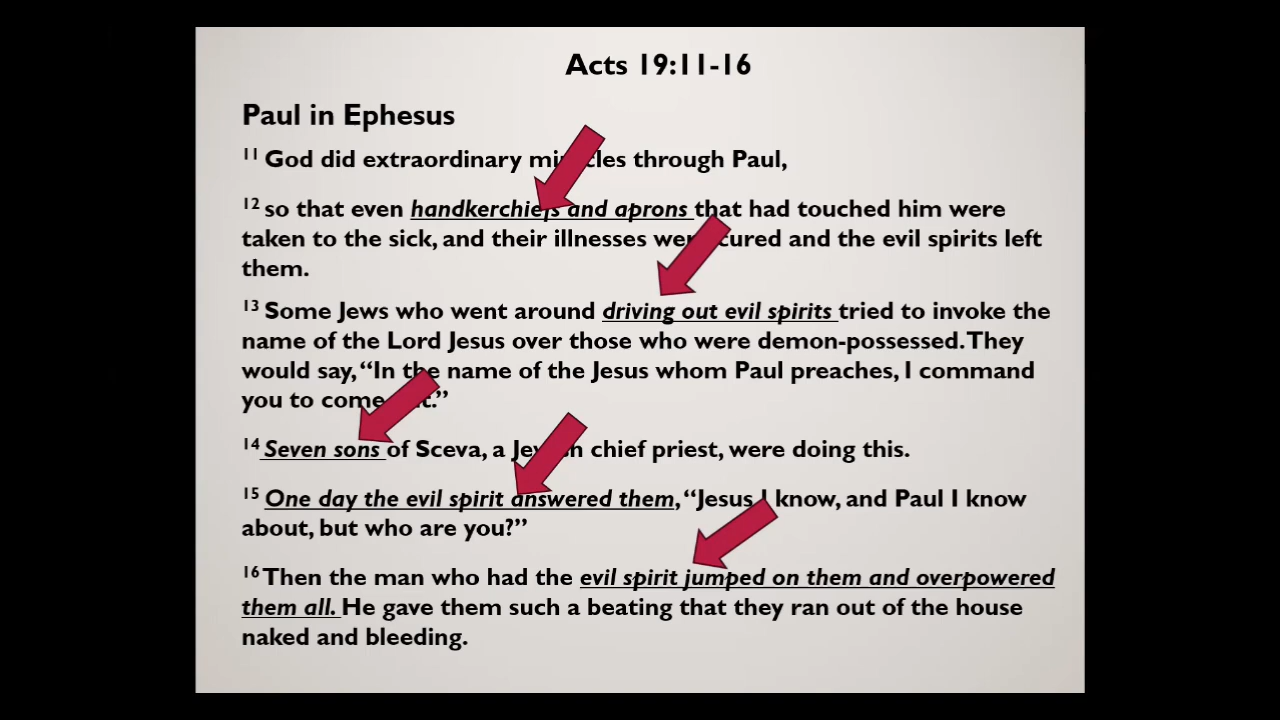 Acts 19:11-16
Paul in Ephesus
11 God did extraordinary miracles through Paul,
12 so that even handkerchiefs and aprons that had touched him were
taken to the sick, and their illnesses were cured and the evil spirits left
them.
13 Some Jews who went around driving out evil spirits tried to invoke the
name of the Lord Jesus over those who were demon-possessed. They
would say, “In the name of the Jesus whom Paul preaches, I command
you to come out.”
14 Seven sons of Sceva, a Jewish chief priest, were doing this.
15 One day the evil spirit answered them, “Jesus I know, and Paul I know
about, but who are you?”
16 Then the man who had the evil spirit jumped on them and overpowered
them all. He gave them such a beating that they ran out of the house
naked and bleeding.